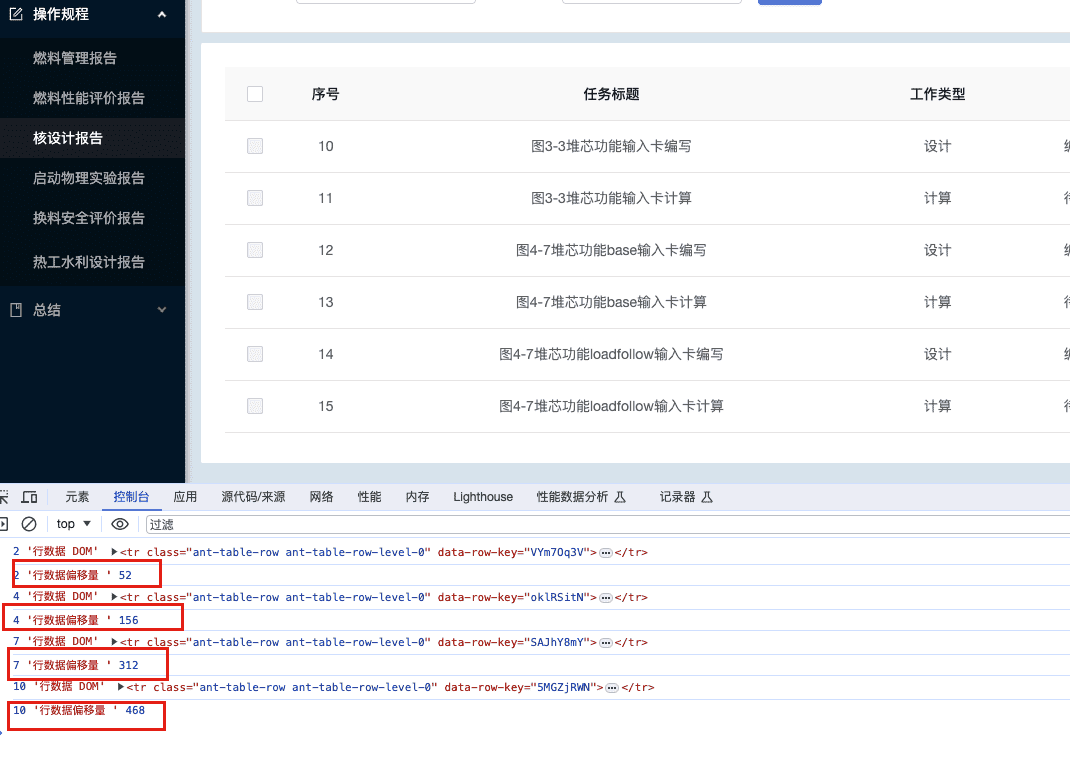 操作规程
燃料管理报告
燃料性能评价报告
核设计报告
启动物理实验报告
换料安全评价报告
热工水利设计报告
总结
序号 任务标题 工作类型
10 图3-3堆芯功能输入卡编写 设计
11 图3-3堆芯功能输入卡计算 计算
12 图4-7堆芯功能base输入卡编写 设计
13 图4-7堆芯功能base输入卡计算 计算
14 图4-7堆芯功能loadfollow输入卡编写 设计
15 图4-7堆芯功能loadfollow输入卡计算 计算
元素 控制台 应用 源代码/来源 网络 性能 内存 Lighthouse 性能数据分析 记录器
top 过滤
2 '行数据 DOM' <tr class="ant-table-row ant-table-row-level-0" data-row-key="VYm7Oq3V">…</tr>
2 '行数据偏移量 ' 52
4 '行数据 DOM' <tr class="ant-table-row ant-table-row-level-0" data-row-key="oklRSitN">…</tr>
4 '行数据偏移量 ' 156
7 '行数据 DOM' <tr class="ant-table-row ant-table-row-level-0" data-row-key="SAJhY8mY">…</tr>
7 '行数据偏移量 ' 312
10 '行数据 DOM' <tr class="ant-table-row ant-table-row-level-0" data-row-key="5MGZjRWN">…</tr>
10 '行数据偏移量 ' 468